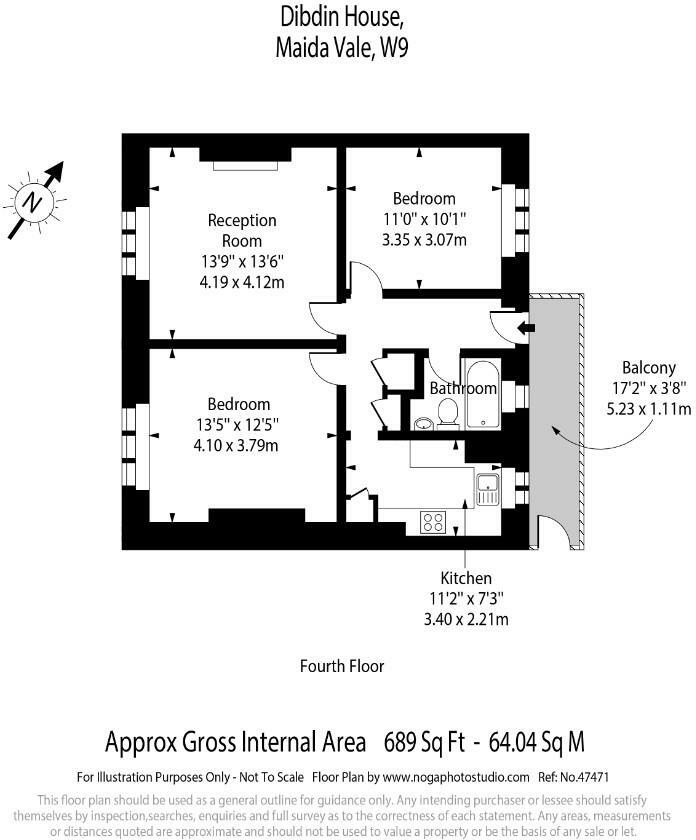 Dibdin House,
Maida Vale, W9
N
Reception
Room
13'9" x 13'6"
4.19 x 4.12m
Bedroom
11'0" x 10'1"
3.35 x 3.07m
Bedroom
13'5" x 12'5"
4.10 x 3.79m
Bathroom
Balcony
17'2" x 3'8"
5.23 x 1.11m
Kitchen
11'2" x 7'3"
3.40 x 2.21m
Fourth Floor
Approx Gross Internal Area 689 Sq Ft - 64.04 Sq M
For Illustration Purposes Only - Not To Scale Floor Plan by www.nogaphotostudio.com Ref: No.47471
This floor plan should be used as a general outline for guidance only. Any intending purchaser or lessee should satisfy
themselves by inspection,searches, enquiries and full survey as to the correctness of each statement. Any areas, measurements
or distances quoted are approximate and should not be used to value a property or be the basis of any sale or let.